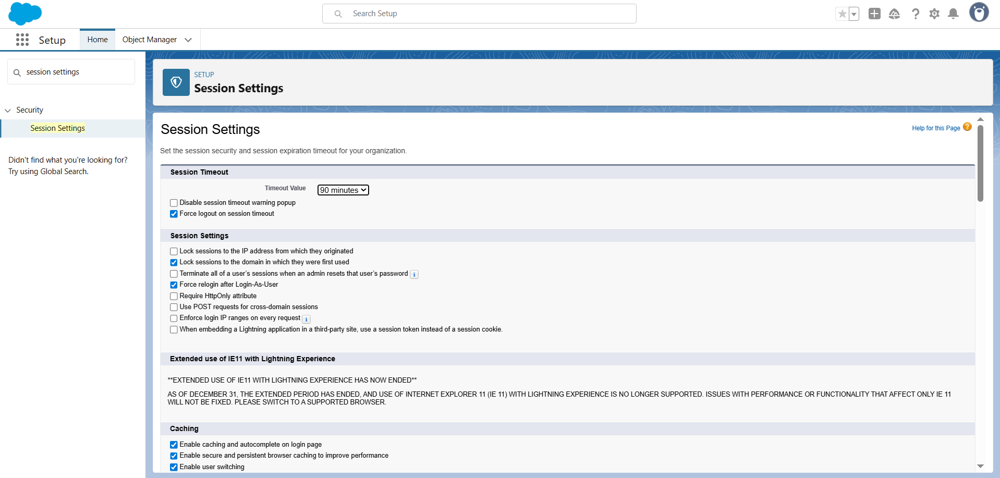 Search Setup
Setup
Home
Object Manager
session settings
Security
Session Settings
Didn't find what you're looking for?
Try using Global Search.
SETUP
Session Settings
Session Settings
Help for this Page ?
Set the session security and session expiration timeout for your organization.
Session Timeout
Timeout Value 90 minutes
Disable session timeout warning popup
Force logout on session timeout
Session Settings
Lock sessions to the IP address from which they originated
Lock sessions to the domain in which they were first used
Terminate all of a user’s sessions when an admin resets that user’s password i
Force relogin after Login-As-User
Require HttpOnly attribute
Use POST requests for cross-domain sessions
Enforce login IP ranges on every request i
When embedding a Lightning application in a third-party site, use a session token instead of a session cookie.
Extended use of IE11 with Lightning Experience
**EXTENDED USE OF IE11 WITH LIGHTNING EXPERIENCE HAS NOW ENDED**
AS OF DECEMBER 31, THE EXTENDED PERIOD HAS ENDED, AND USE OF INTERNET EXPLORER 11 (IE 11) WITH LIGHTNING EXPERIENCE IS NO LONGER SUPPORTED. ISSUES WITH PERFORMANCE OR FUNCTIONALITY THAT AFFECT ONLY IE 11
WILL NOT BE FIXED. PLEASE SWITCH TO A SUPPORTED BROWSER.
Caching
Enable caching and autocomplete on login page
Enable secure and persistent browser caching to improve performance
Enable user switching